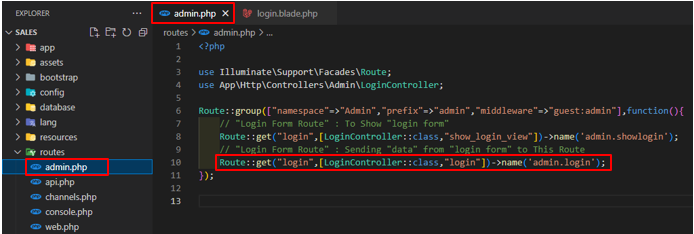 EXPLORER
···
SALES
app
assets
bootstrap
config
database
lang
resources
routes
admin.php
api.php
channels.php
console.php
web.php
admin.php ×
login.blade.php
routes > admin.php > ...
1 <?php
2
3 use Illuminate\Support\Facades\Route;
4 use App\Http\Controllers\Admin\LoginController;
5
6 Route::group(["namespace"=>"Admin","prefix"=>"admin","middleware"=>"guest:admin"],function(){
7 // "Login Form Route" : To Show "login form"
8 Route::get("login",[LoginController::class,"show_login_view"])->name('admin.showlogin');
9 // "Login Form Route" : Sending "data" from "login form" to This Route
10 Route::get("login",[LoginController::class,"login"])->name('admin.login');
11 });
12
13